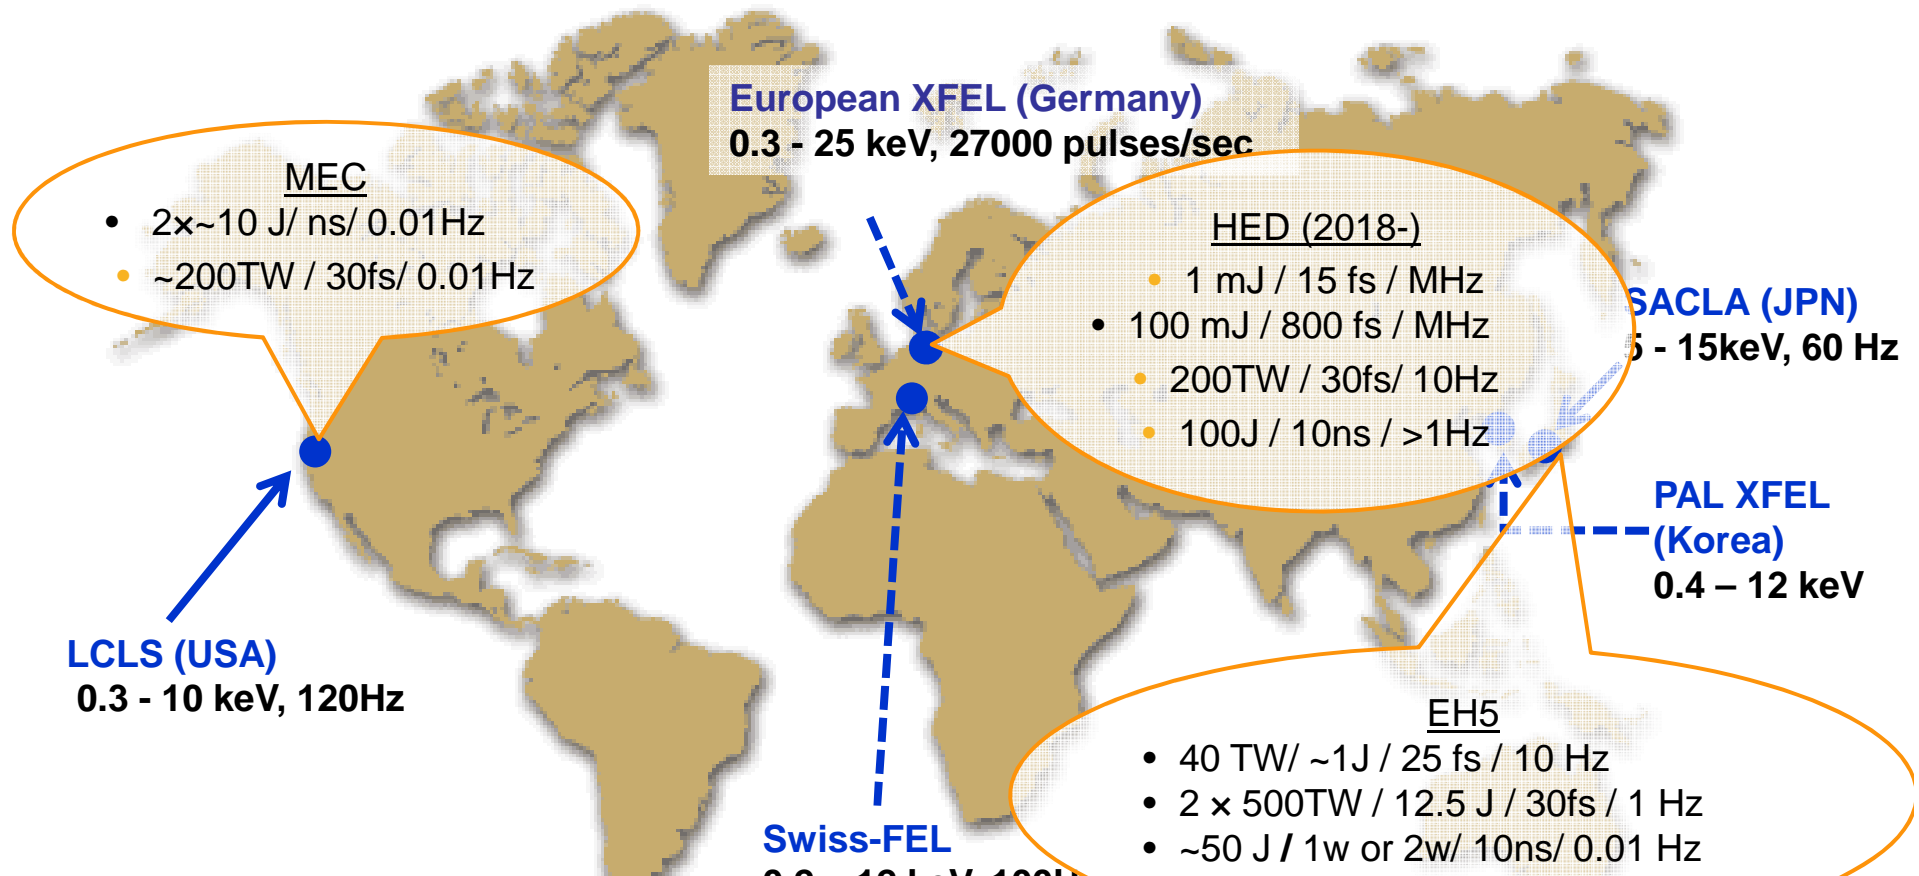 European XFEL (Germany)
0.3 - 25 keV, 27000 pulses/sec
MEC
• 2×~10 J/ ns/ 0.01Hz
• ~200TW / 30fs/ 0.01Hz
HED (2018-)
• 1 mJ / 15 fs / MHz
• 100 mJ / 800 fs / MHz
• 200TW / 30fs/ 10Hz
• 100J / 10ns / >1Hz
SACLA (JPN)
- 15keV, 60 Hz
PAL XFEL
(Korea)
0.4 – 12 keV
LCLS (USA)
0.3 - 10 keV, 120Hz
EH5
• 40 TW/ ~1J / 25 fs / 10 Hz
• 2 × 500TW / 12.5 J / 30fs / 1 Hz
• ~50 J / 1w or 2w/ 10ns/ 0.01 Hz
Swiss-FEL